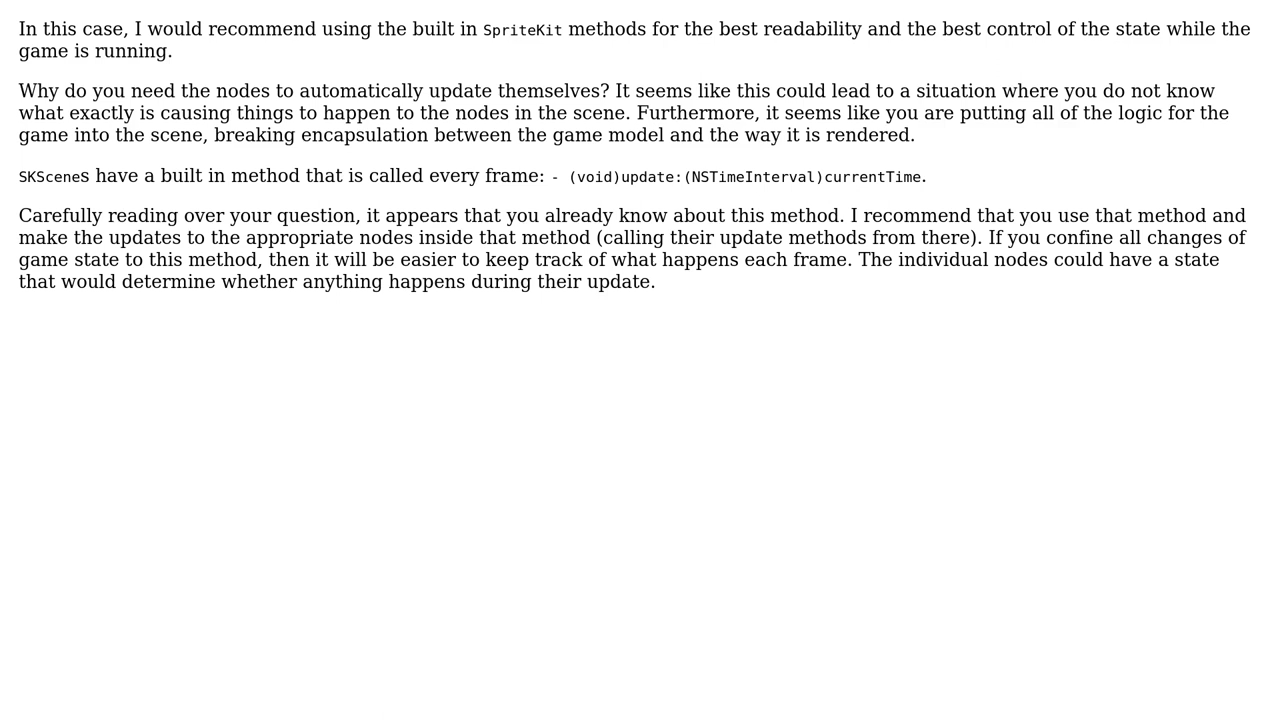 In this case, I would recommend using the built in SpriteKit methods for the best readability and the best control of the state while the
game is running.
Why do you need the nodes to automatically update themselves? It seems like this could lead to a situation where you do not know
what exactly is causing things to happen to the nodes in the scene. Furthermore, it seems like you are putting all of the logic for the
game into the scene, breaking encapsulation between the game model and the way it is rendered.
SKScenes have a built in method that is called every frame: - (void)update:(NSTimeInterval)currentTime.
Carefully reading over your question, it appears that you already know about this method. I recommend that you use that method and
make the updates to the appropriate nodes inside that method (calling their update methods from there). If you confine all changes of
game state to this method, then it will be easier to keep track of what happens each frame. The individual nodes could have a state
that would determine whether anything happens during their update.